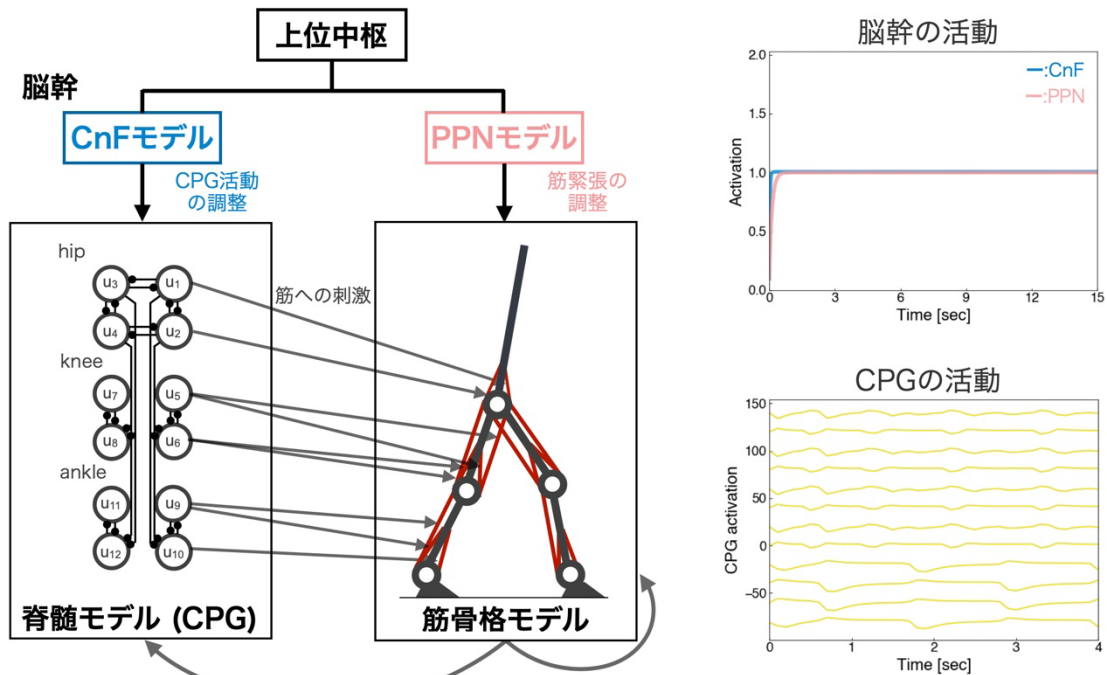 上位中枢
脳幹
CnFモデル
PPNモデル
CPG活動
の調整
筋緊張の
調整
hip
u3
u1
u4
u2
knee
u7
u5
u8
u6
ankle
u11
u9
u12
u10
筋への刺激
脊髄モデル (CPG)
筋骨格モデル
脳幹の活動
2.0
1.5
1.0
0.5
0.0
Activation
:CnF
:PPN
0
3
6
9
12
15
Time [sec]
CPGの活動
150
100
50
0
−50
CPG activation
0
1
2
3
4
Time [sec]